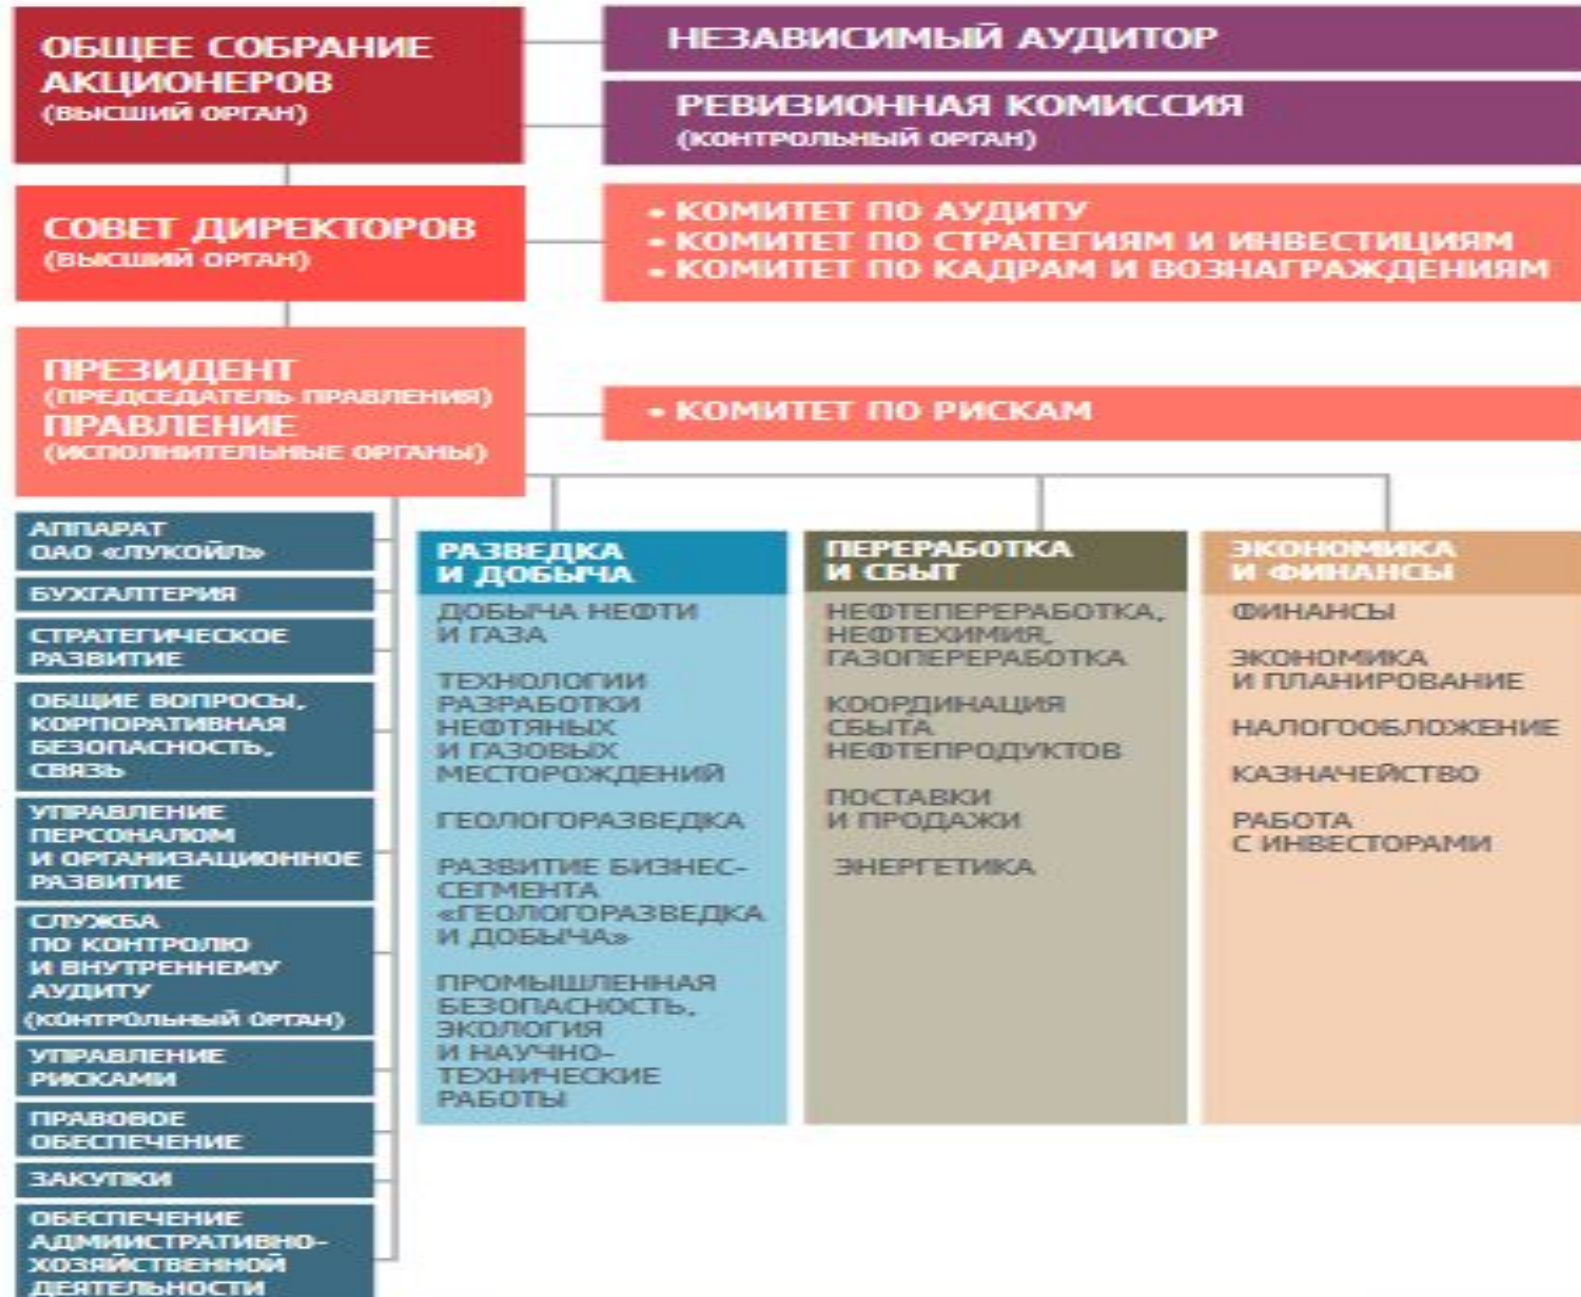 ОБЩЕЕ СОБРАНИЕ
АКЦИОНЕРОВ
(ВЫСШИЙ ОРГАН)
НЕЗАВИСИМЫЙ АУДИТОР
РЕВИЗИОННАЯ КОМИССИЯ
(КОНТРОЛЬНЫЙ ОРГАН)
СОВЕТ ДИРЕКТОРОВ
(ВЫСШИЙ ОРГАН)
• КОМИТЕТ ПО АУДИТУ
• КОМИТЕТ ПО СТРАТЕГИЯМ И ИНВЕСТИЦИЯМ
• КОМИТЕТ ПО КАДРАМ И ВОЗНАГРАЖДЕНИЯМ
ПРЕЗИДЕНТ
(ПРЕДСЕДАТЕЛЬ ПРАВЛЕНИЯ)
ПРАВЛЕНИЕ
(ИСПОЛНИТЕЛЬНЫЕ ОРГАНЫ)
• КОМИТЕТ ПО РИСКАМ
АППАРАТ
ОАО «ЛУКОЙЛ»
БУХГАЛТЕРИЯ
СТРАТЕГИЧЕСКОЕ
РАЗВИТИЕ
ОБЩИЕ ВОПРОСЫ,
КОРПОРАТИВНАЯ
БЕЗОПАСНОСТЬ,
СВЯЗЬ
УПРАВЛЕНИЕ
ПЕРСОНАЛОМ
И ОРГАНИЗАЦИОННОЕ
РАЗВИТИЕ
СЛУЖБА
ПО КОНТРОЛЮ
И ВНУТРЕННЕМУ
АУДИТУ
(КОНТРОЛЬНЫЙ ОРГАН)
УПРАВЛЕНИЕ
РИСКАМИ
ПРАВОВОЕ
ОБЕСПЕЧЕНИЕ
ЗАКУПКИ
ОБЕСПЕЧЕНИЕ
АДМИИСТРАТИВНО-
ХОЗЯЙСТВЕННОЙ
ДЕЯТЕЛЬНОСТИ
РАЗВЕДКА
И ДОБЫЧА
ДОБЫЧА НЕФТИ
И ГАЗА
ТЕХНОЛОГИИ
РАЗРАБОТКИ
НЕФТЯНЫХ
И ГАЗОВЫХ
МЕСТОРОЖДЕНИЙ
ГЕОЛОГОРАЗВЕДКА
РАЗВИТИЕ БИЗНЕС-
СЕГМЕНТА
«ГЕОЛОГОРАЗВЕДКА
И ДОБЫЧА»
ПРОМЫШЛЕННАЯ
БЕЗОПАСНОСТЬ,
ЭКОЛОГИЯ
И НАУЧНО-
ТЕХНИЧЕСКИЕ
РАБОТЫ
ПЕРЕРАБОТКА
И СБЫТ
НЕФТЕПЕРЕРАБОТКА,
НЕФТЕХИМИЯ,
ГАЗОПЕРЕРАБОТКА
КООРДИНАЦИЯ
СБЫТА
НЕФТЕПРОДУКТОВ
ПОСТАВКИ
И ПРОДАЖИ
ЭНЕРГЕТИКА
ЭКОНОМИКА
И ФИНАНСЫ
ФИНАНСЫ
ЭКОНОМИКА
И ПЛАНИРОВАНИЕ
НАЛОГООБЛОЖЕНИЕ
КАЗНАЧЕЙСТВО
РАБОТА
С ИНВЕСТОРАМИ